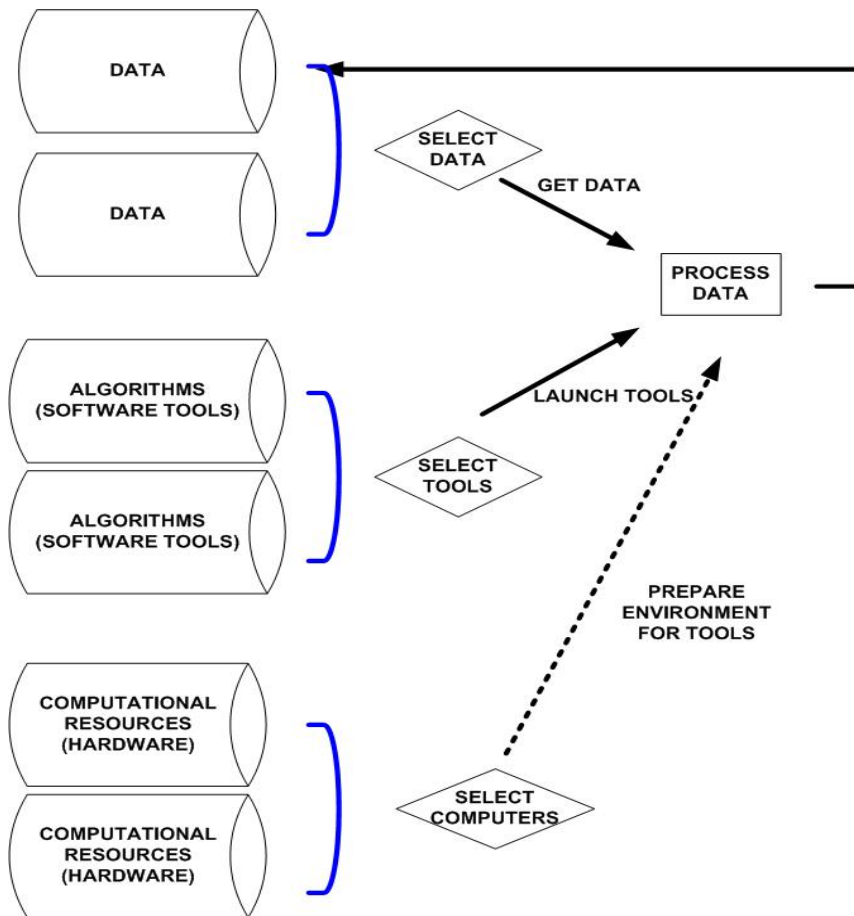 DATA
SELECT
DATA
GET DATA
DATA
PROCESS
DATA
ALGORITHMS
(SOFTWARE TOOLS)
LAUNCH TOOLS
SELECT
TOOLS
ALGORITHMS
(SOFTWARE TOOLS)
PREPARE
ENVIRONMENT
FOR TOOLS
COMPUTATIONAL
RESOURCES
(HARDWARE)
SELECT
COMPUTERS
COMPUTATIONAL
RESOURCES
(HARDWARE)